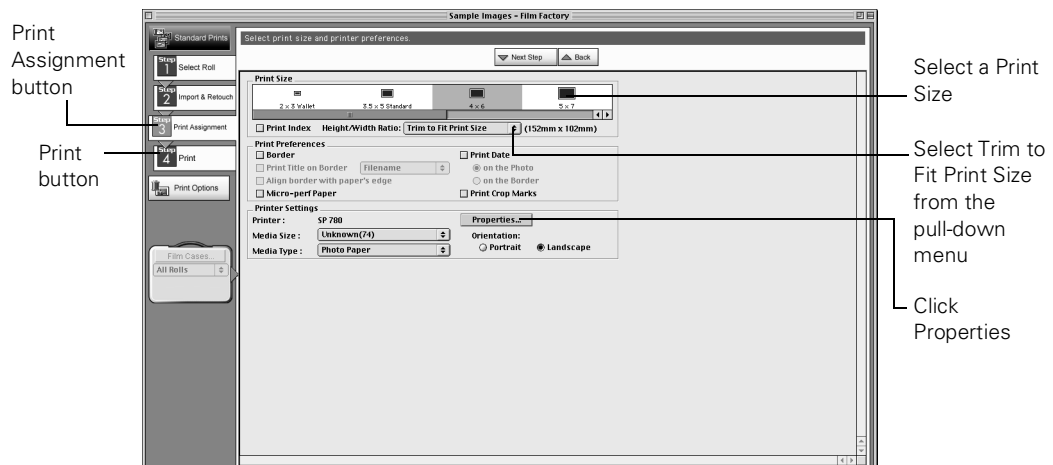 Sample Images - Film Factory
Print
Assignment
button
Print
button
Standard Prints
Step
1
Select Roll
Step
2
Import & Retouch
Step
3
Print Assignment
Step
4
Print
Print Options
Film Cases...
All Rolls
Select print size and printer preferences.
Next Step
Back
Print Size
2 x 3 Wallet
3.5 x 5 Standard
4 x 6
5 x 7
Print Index
Height/Width Ratio:
Trim to Fit Print Size
(152mm x 102mm)
Print Preferences
Border
Print Date
Print Title on Border
Filename
on the Photo
Align border with paper's edge
on the Border
Micro-perf Paper
Print Crop Marks
Printer Settings
Printer :
SP 780
Properties...
Media Size :
Unknown(74)
Orientation:
Media Type :
Photo Paper
Portrait
Landscape
Select a Print
Size
Select Trim to
Fit Print Size
from the
pull-down
menu
Click
Properties